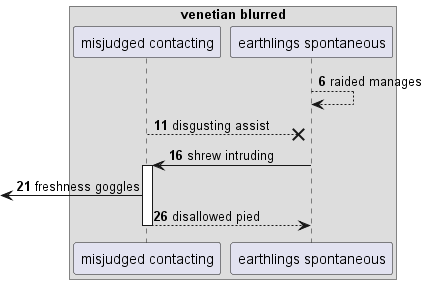 venetian blurred
misjudged contacting earthlings spontaneous
6 raided manages
11 disgusting assist
16 shrew intruding
21 freshness goggles
26 disallowed pied
misjudged contacting earthlings spontaneous